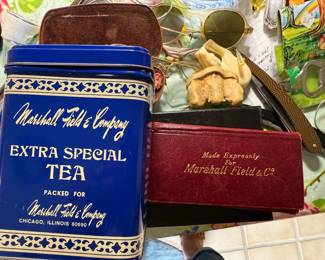 Marshall Field & Company
EXTRA SPECIAL
TEA
PACKED FOR
Marshall Field & Company
CHICAGO, ILLINOIS 60690
Made Expressly
For
Marshall Field & Co.